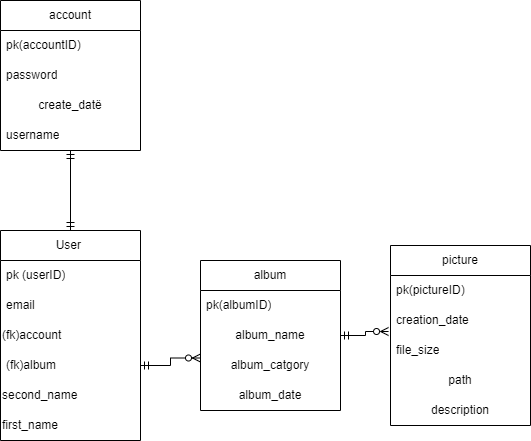 account
pk(accountID)
password
create_datë
username
User
pk (userID)
email
(fk)account
(fk)album
second_name
first_name
album
pk(albumID)
album_name
album_catgory
album_date
picture
pk(pictureID)
creation_date
file_size
path
description